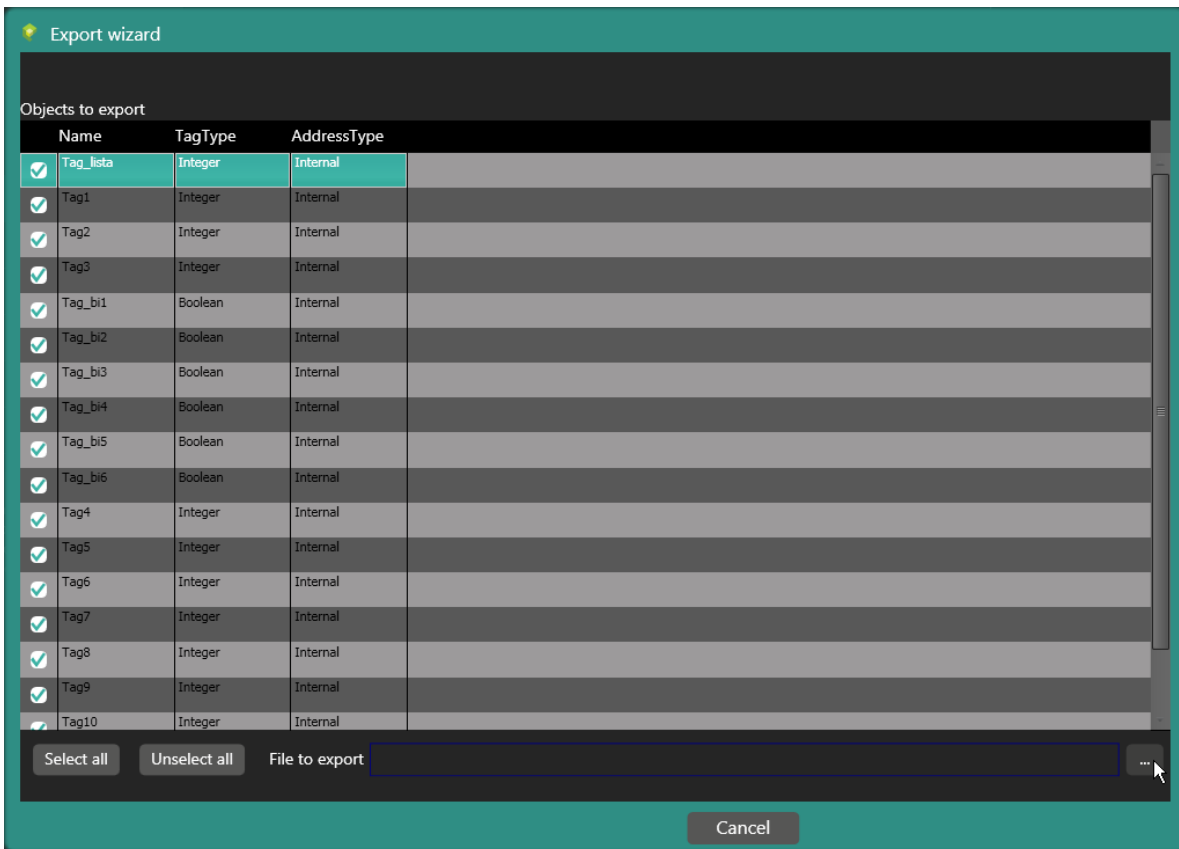 Export wizard
Objects to export
Name TagType AddressType
Tag_lista Integer Internal
Tag1 Integer Internal
Tag2 Integer Internal
Tag3 Integer Internal
Tag_bi1 Boolean Internal
Tag_bi2 Boolean Internal
Tag_bi3 Boolean Internal
Tag_bi4 Boolean Internal
Tag_bi5 Boolean Internal
Tag_bi6 Boolean Internal
Tag4 Integer Internal
Tag5 Integer Internal
Tag6 Integer Internal
Tag7 Integer Internal
Tag8 Integer Internal
Tag9 Integer Internal
Tag10 Integer Internal
Select all Unselect all File to export ...
Cancel